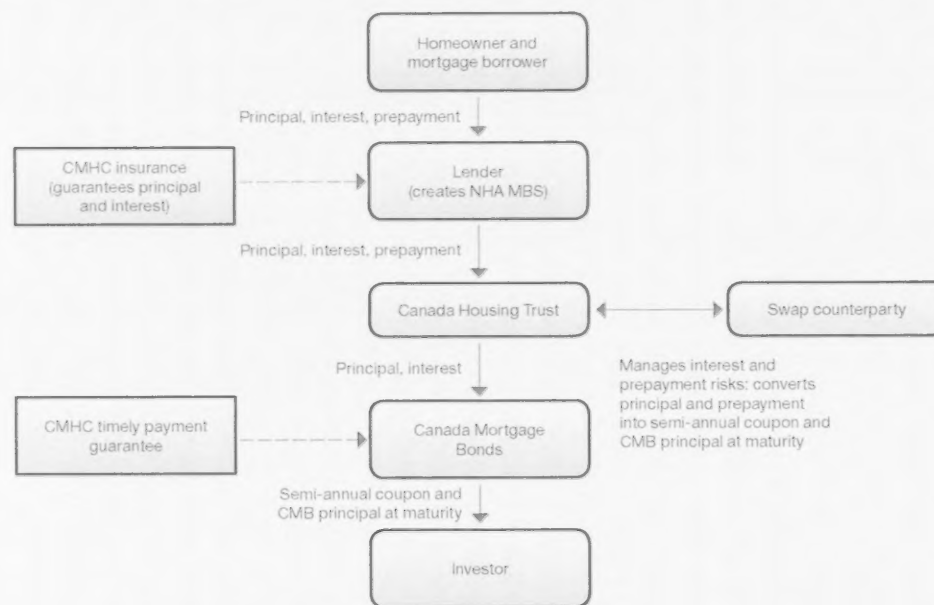 Homeowner and
mortgage borrower
Principal, interest, prepayment
CMHC insurance
(guarantees principal
and interest)
Lender
(creates NHA MBS)
Principal, interest, prepayment
Canada Housing Trust
Swap counterparty
Principal, interest
Manages interest and
prepayment risks: converts
principal and prepayment
into semi-annual coupon and
CMB principal at maturity
CMHC timely payment
guarantee
Canada Mortgage
Bonds
Semi-annual coupon and
CMB principal at maturity
Investor